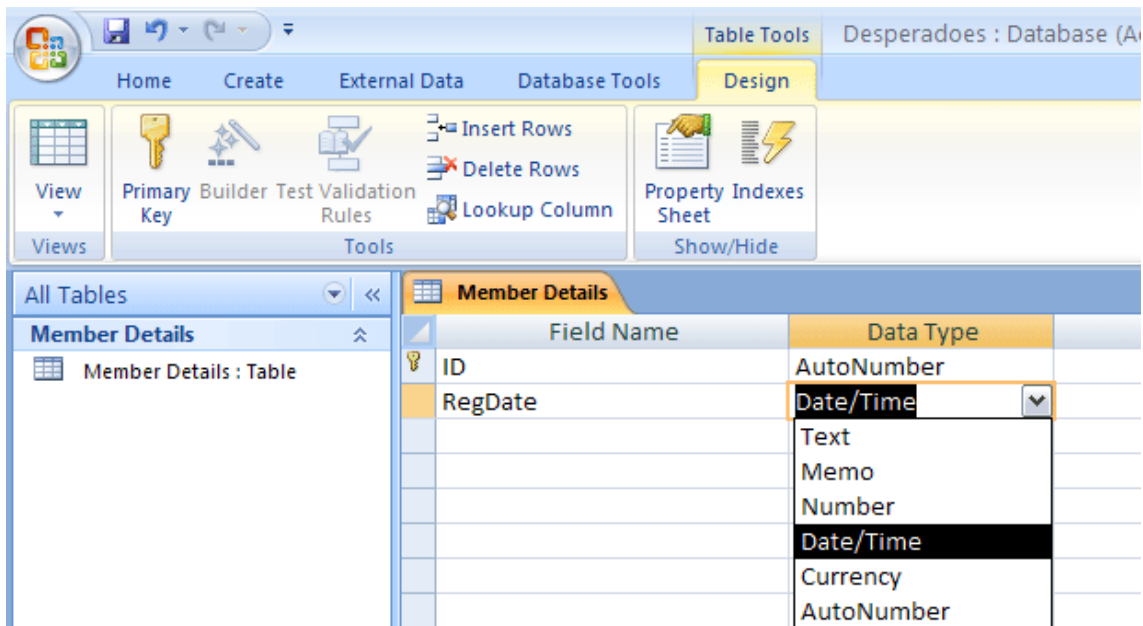 Table Tools
Desperadoes : Database (A
Home Create External Data Database Tools Design
Insert Rows
Delete Rows
Lookup Column
View
Primary Key
Builder
Test Validation Rules
Property Sheet
Indexes
Views
Tools
Show/Hide
All Tables
Member Details
Member Details
Member Details : Table
Field Name Data Type
ID AutoNumber
RegDate Date/Time
Text
Memo
Number
Date/Time
Currency
AutoNumber